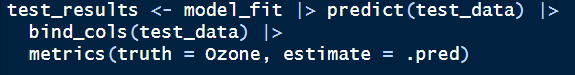 test_results <- model_fit |> predict(test_data) |>
  bind_cols(test_data) |>
  metrics(truth = Ozone, estimate = .pred)